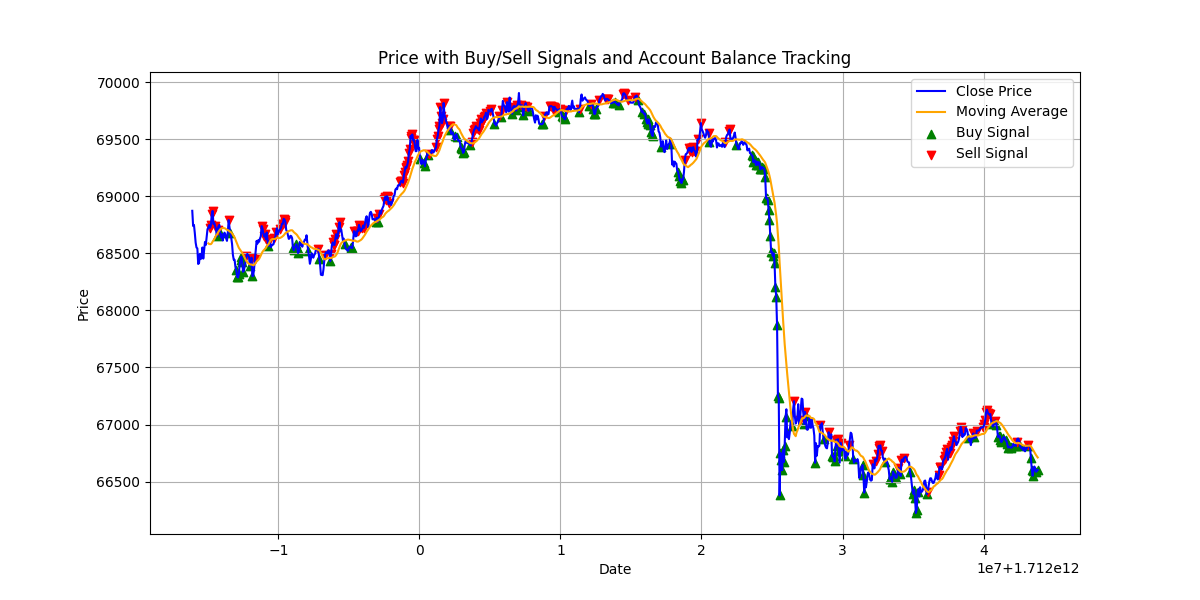 Price with Buy/Sell Signals and Account Balance Tracking
70000
69500
69000
68500
68000
67500
67000
66500
Price
Close Price
Moving Average
Buy Signal
Sell Signal
−1
0
1
2
3
4
1e7+1.712e12
Date